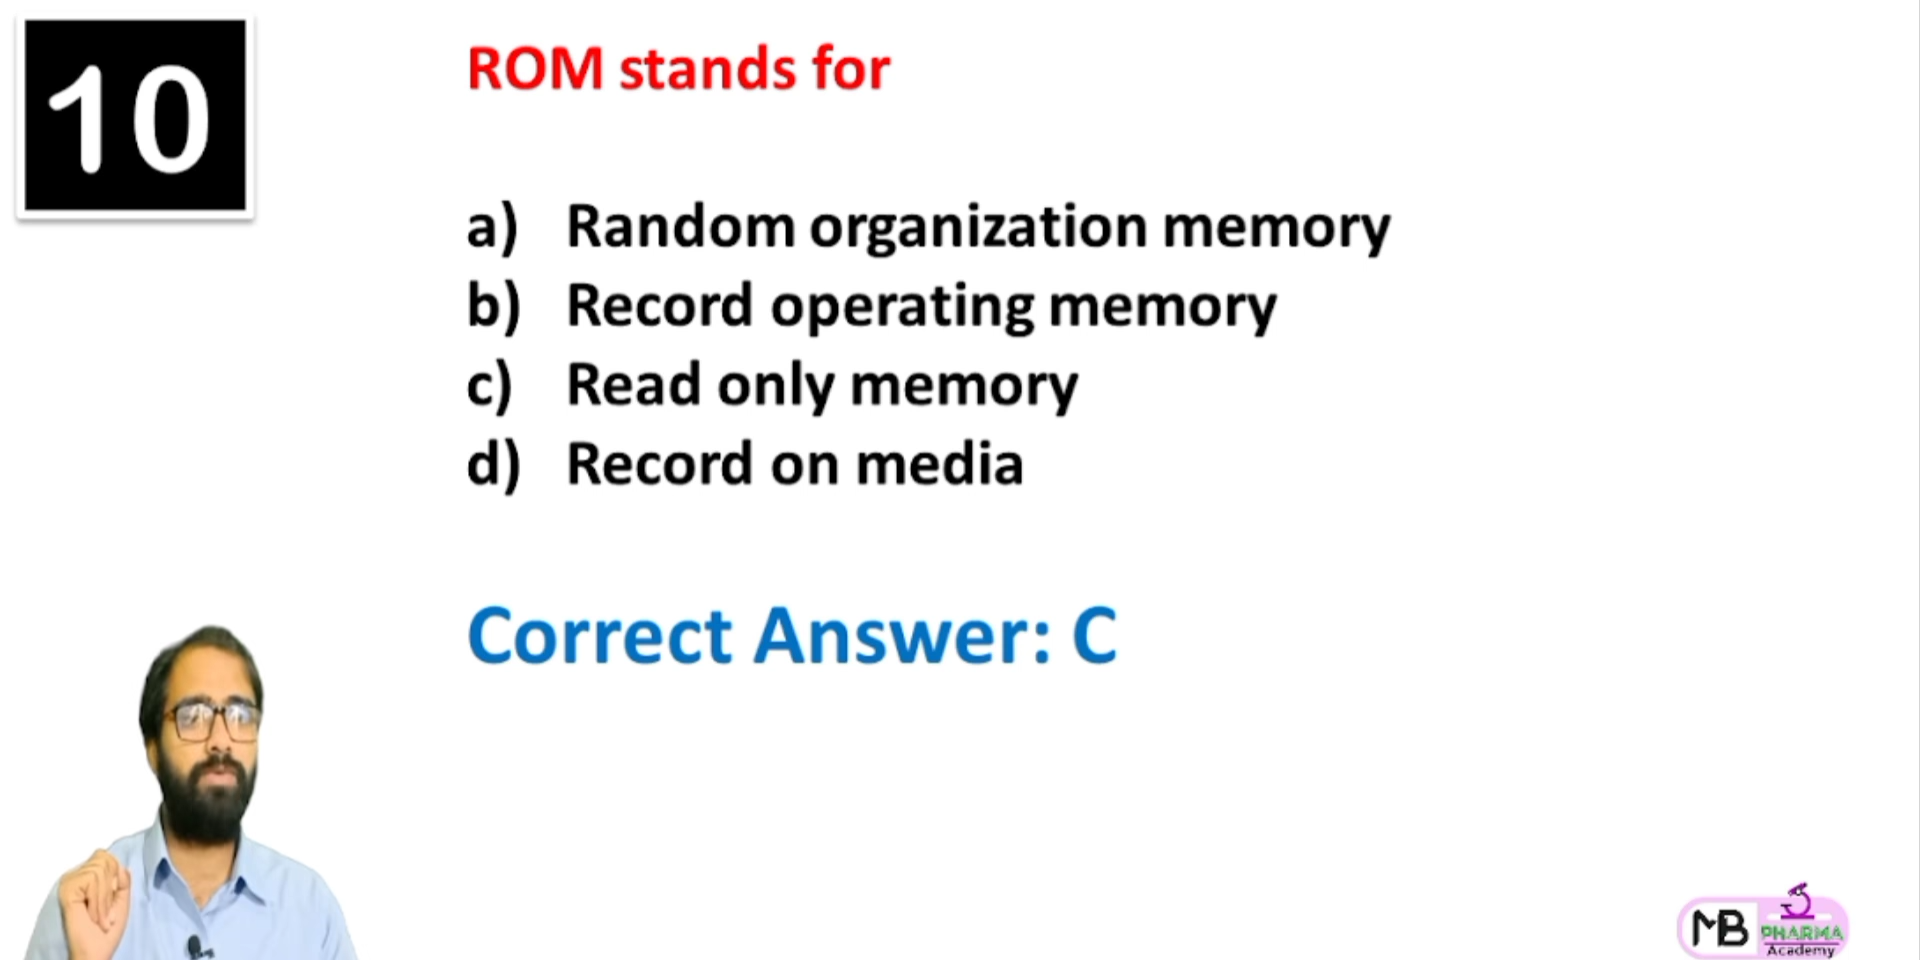 10
ROM stands for
a) Random organization memory
b) Record operating memory
c) Read only memory
d) Record on media
Correct Answer: C
MB PHARMA
Academy